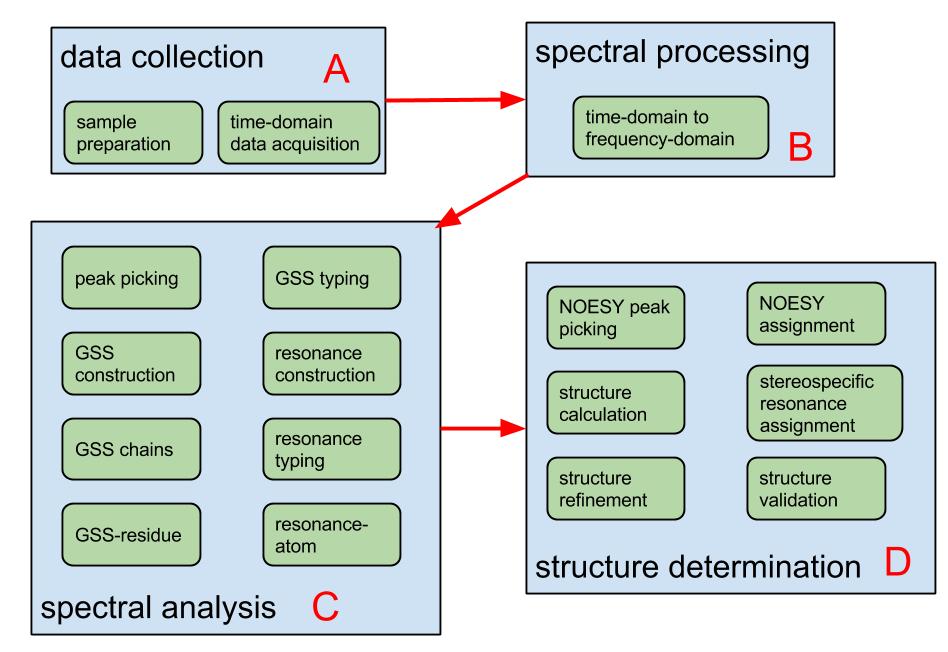 data collection
A
sample
preparation
time-domain
data acquisition
spectral processing
time-domain to
frequency-domain
B
peak picking
GSS typing
GSS
construction
resonance
construction
GSS chains
resonance
typing
GSS-residue
resonance-
atom
spectral analysis
C
NOESY peak
picking
NOESY
assignment
structure
calculation
stereospecific
resonance
assignment
structure
refinement
structure
validation
structure determination
D